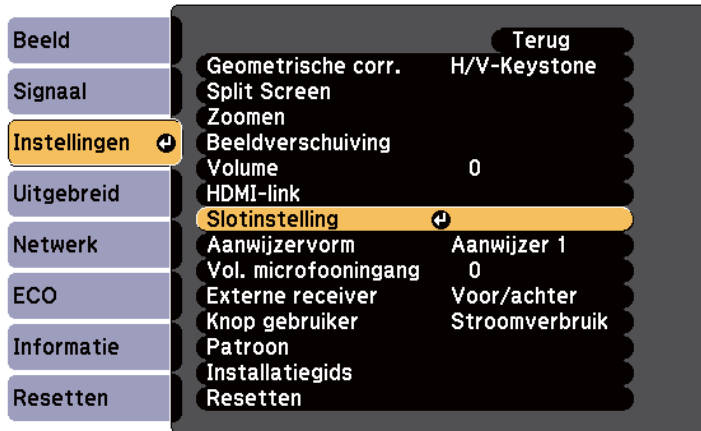 Beeld
Signaal
Instellingen
Uitgebreid
Netwerk
ECO
Informatie
Resetten
Terug
Geometrische corr. H/V-Keystone
Split Screen
Zoomen
Beeldverschuiving
Volume 0
HDMI-link
Slotinstelling
Aanwijzervorm Aanwijzer 1
Vol. microfooningang 0
Externe receiver Voor/achter
Knop gebruiker Stroomverbruik
Patroon
Installatiegids
Resetten